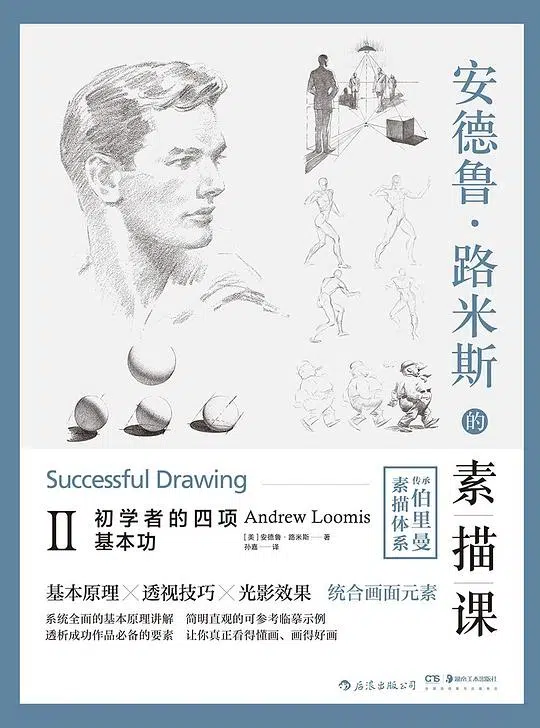 安德鲁·路米斯的素描课
Successful Drawing
II
初学者的四项
基本功
Andrew Loomis
[美]安德鲁·路米斯——著
孙嘉——译
传承
伯里曼
素描体系
基本原理×透视技巧×光影效果 统合画面元素
系统全面的基本原理讲解 简明直观的可参考临摹示例
透析成功作品必备的要素 让你真正看得懂画、画得好画
后浪出版公司
湖南美术出版社